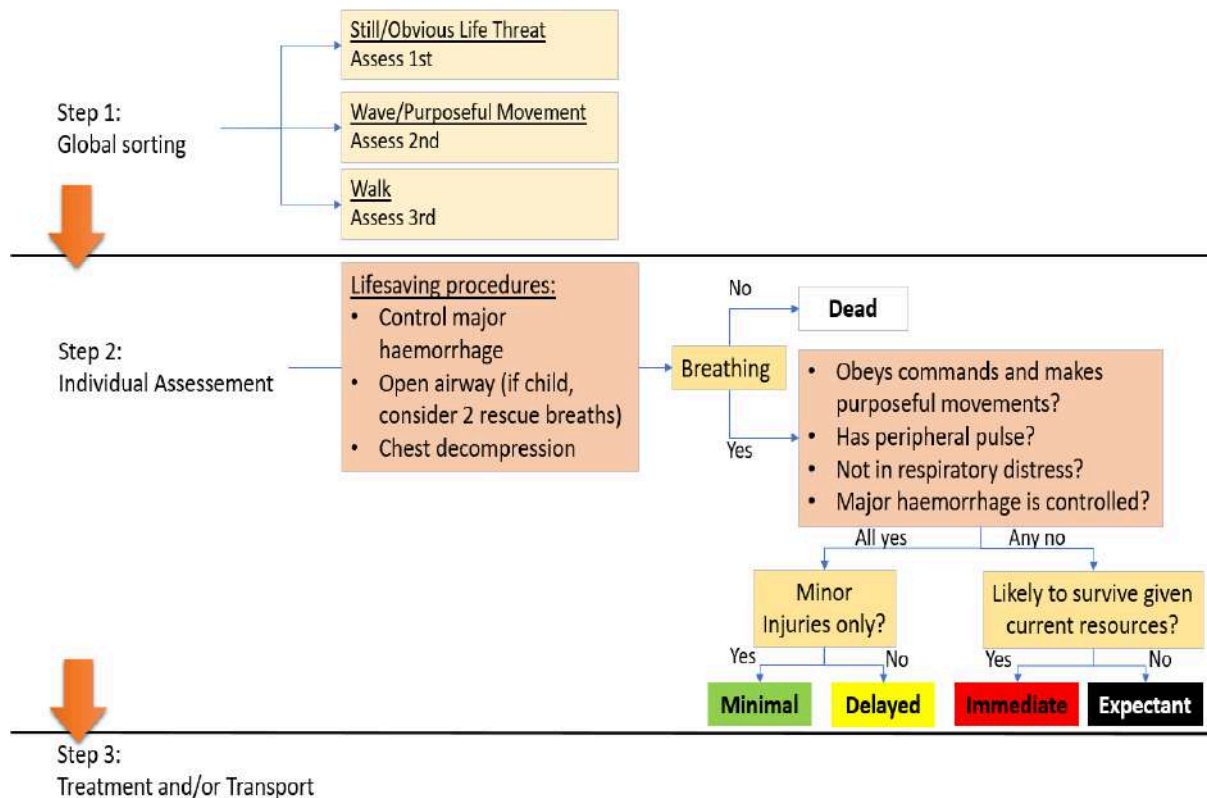 Still/Obvious Life Threat
Assess 1st
Step 1:
Global sorting
Wave/Purposeful Movement
Assess 2nd
Walk
Assess 3rd
Step 2:
Individual Assessement
Lifesaving procedures:
• Control major
haemorrhage
• Open airway (if child,
consider 2 rescue breaths)
• Chest decompression
Breathing
No
Dead
Yes
• Obeys commands and makes
purposeful movements?
• Has peripheral pulse?
• Not in respiratory distress?
• Major haemorrhage is controlled?
All yes
Any no
Minor
Injuries only?
Likely to survive given
current resources?
Yes
No
Yes
No
Minimal
Delayed
Immediate
Expectant
Step 3:
Treatment and/or Transport